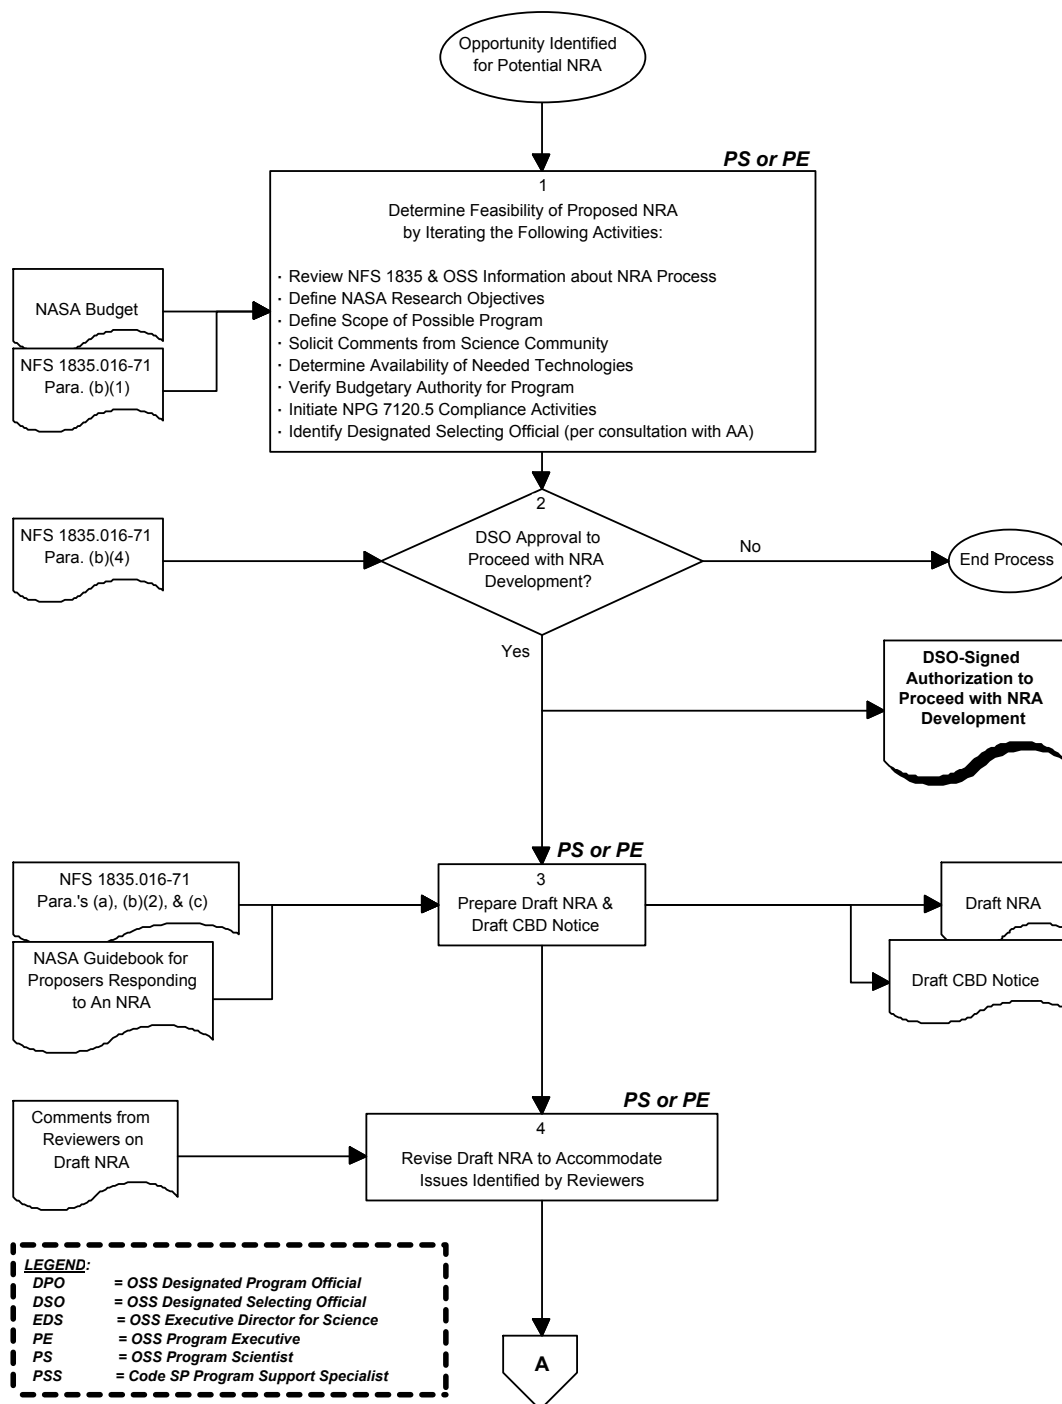 Opportunity Identified
for Potential NRA
PS or PE
1
Determine Feasibility of Proposed NRA
by Iterating the Following Activities:
· Review NFS 1835 & OSS Information about NRA Process
· Define NASA Research Objectives
· Define Scope of Possible Program
· Solicit Comments from Science Community
· Determine Availability of Needed Technologies
· Verify Budgetary Authority for Program
· Initiate NPG 7120.5 Compliance Activities
· Identify Designated Selecting Official (per consultation with AA)
NASA Budget
NFS 1835.016-71
Para. (b)(1)
2
DSO Approval to
Proceed with NRA
Development?
NFS 1835.016-71
Para. (b)(4)
No
End Process
Yes
DSO-Signed
Authorization to
Proceed with NRA
Development
PS or PE
3
Prepare Draft NRA &
Draft CBD Notice
NFS 1835.016-71
Para.'s (a), (b)(2), & (c)
NASA Guidebook for
Proposers Responding
to An NRA
Draft NRA
Draft CBD Notice
PS or PE
4
Revise Draft NRA to Accommodate
Issues Identified by Reviewers
Comments from
Reviewers on
Draft NRA
LEGEND:
DPO = OSS Designated Program Official
DSO = OSS Designated Selecting Official
EDS = OSS Executive Director for Science
PE = OSS Program Executive
PS = OSS Program Scientist
PSS = Code SP Program Support Specialist
A